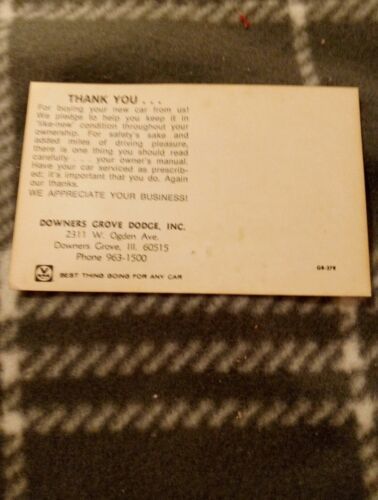 THANK YOU . . .
For buying your new car from us!
We pledge to help you keep it in
"like-new" condition throughout your
ownership. For safety's sake and
added miles of driving pleasure,
there is one thing you should read
carefully . . . your owner's manual.
Have your car serviced as prescrib-
ed; it's important that you do. Again
our thanks.
WE APPRECIATE YOUR BUSINESS!
DOWNERS GROVE DODGE, INC.
2311 W. Ogden Ave.
Downers Grove, Ill. 60515
Phone 963-1500
BEST THING GOING FOR ANY CAR